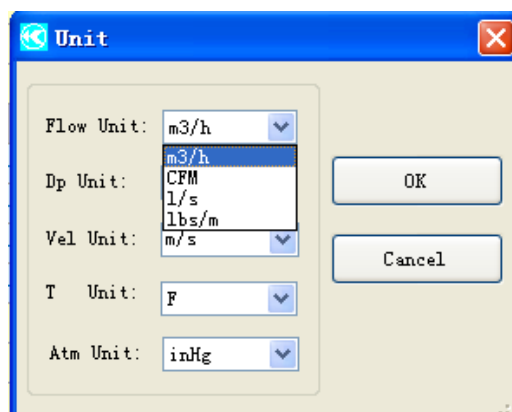 Unit
Flow Unit: m3/h
m3/h
Dp Unit: CFM
l/s
lbs/m
Vel Unit: m/s
T Unit: F
Atm Unit: inHg
OK
Cancel